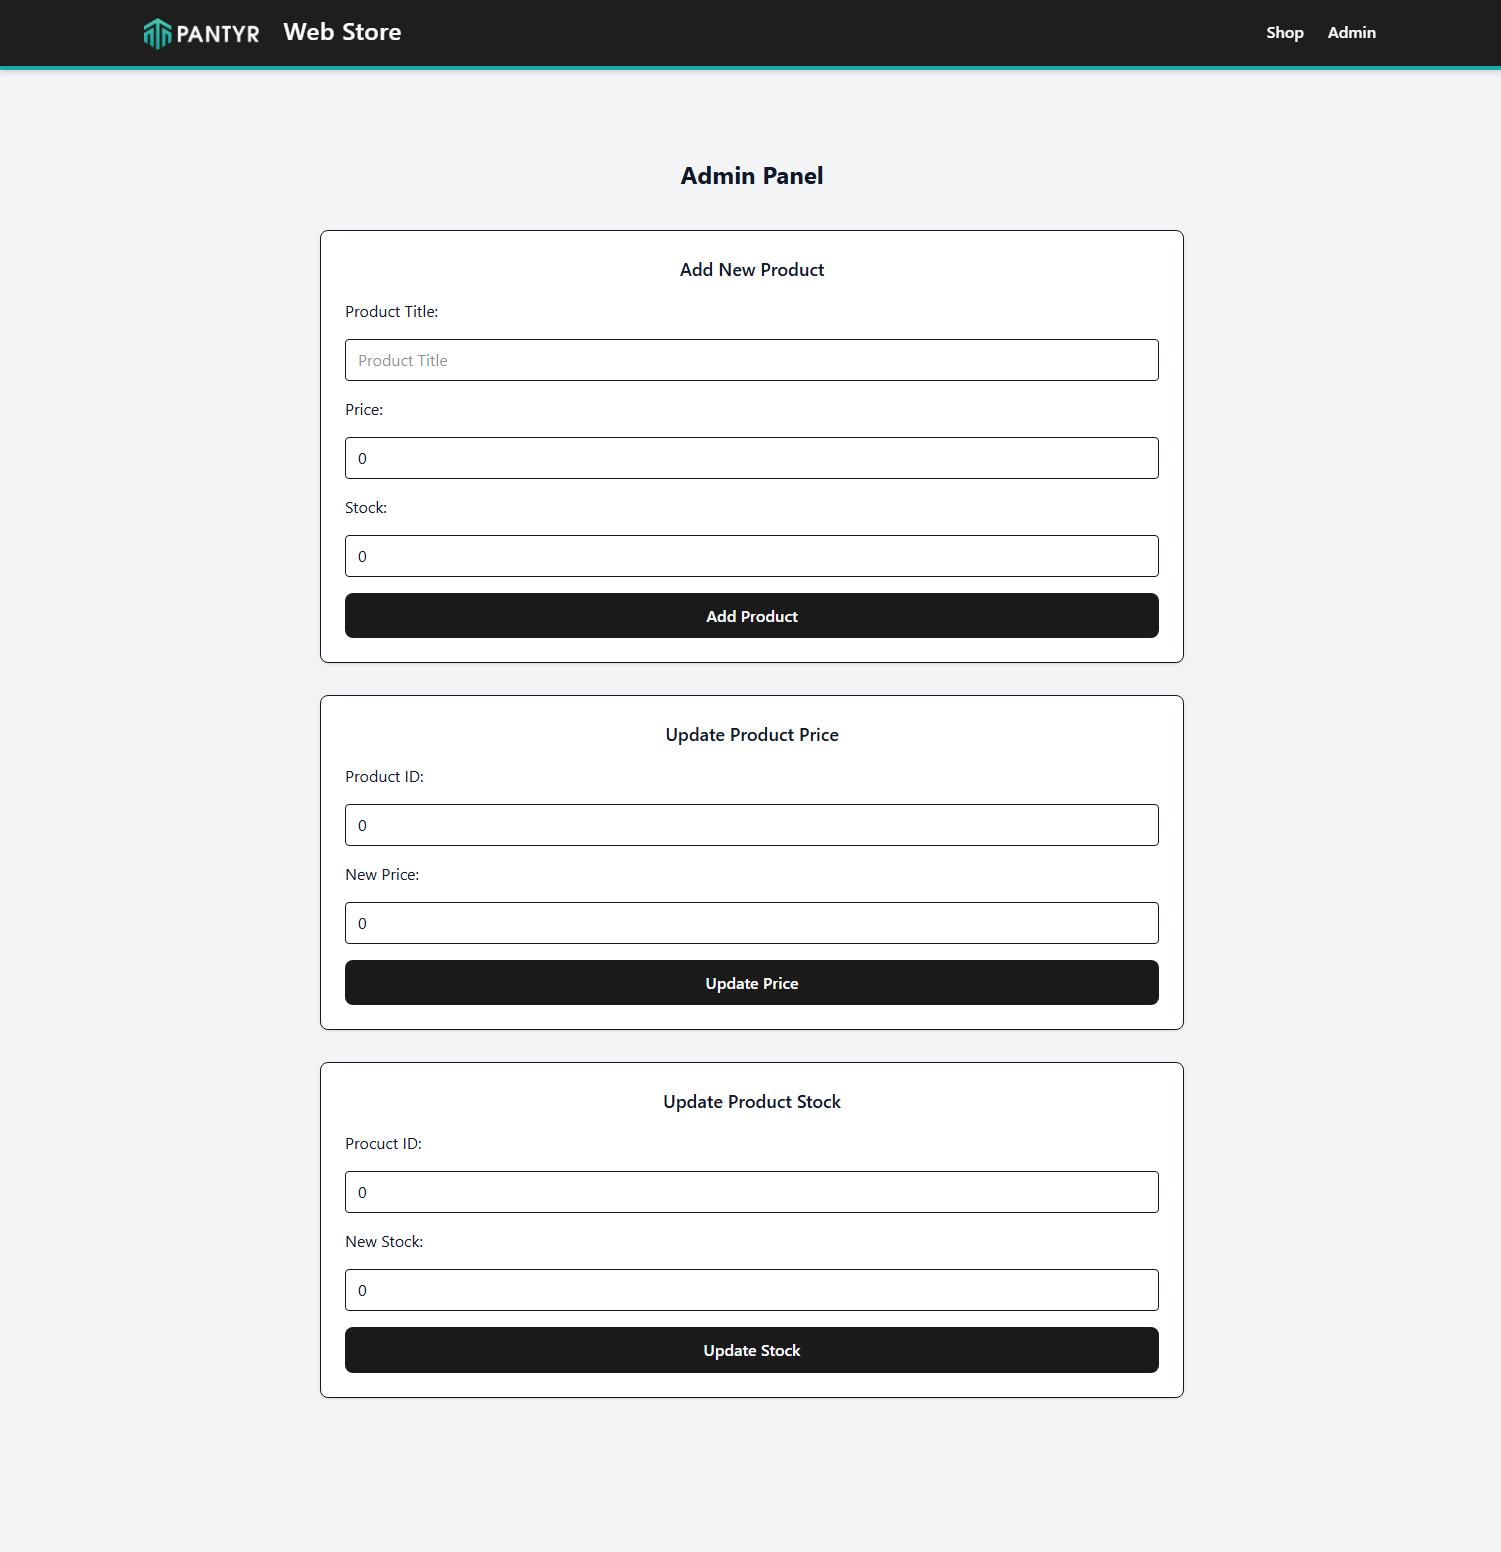 PANTYR Web Store Shop Admin
Admin Panel
Add New Product
Product Title:
Product Title
Price:
0
Stock:
0
Add Product
Update Product Price
Product ID:
0
New Price:
0
Update Price
Update Product Stock
Procuct ID:
0
New Stock:
0
Update Stock